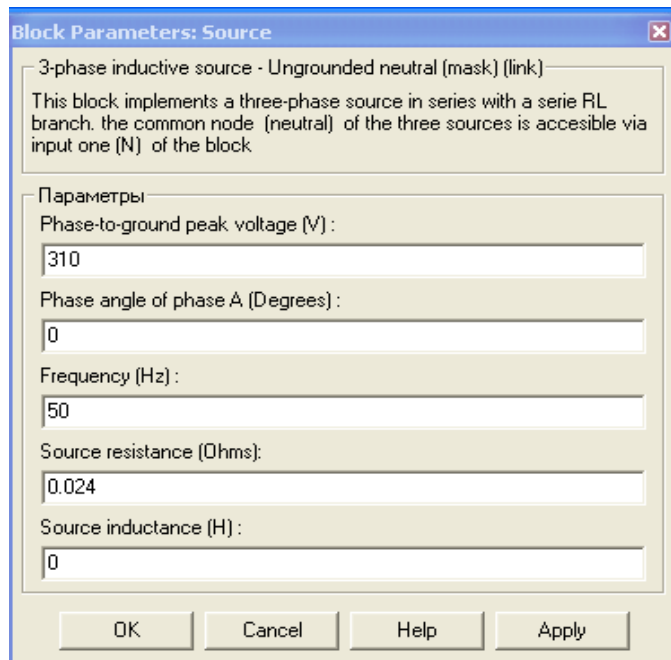 Block Parameters: Source
3-phase inductive source - Ungrounded neutral (mask) (link)
This block implements a three-phase source in series with a serie RL
branch. the common node (neutral) of the three sources is accesible via
input one (N) of the block
Параметры
Phase-to-ground peak voltage (V) :
310
Phase angle of phase A (Degrees) :
0
Frequency (Hz) :
50
Source resistance (Ohms):
0.024
Source inductance (H) :
0
OK Cancel Help Apply